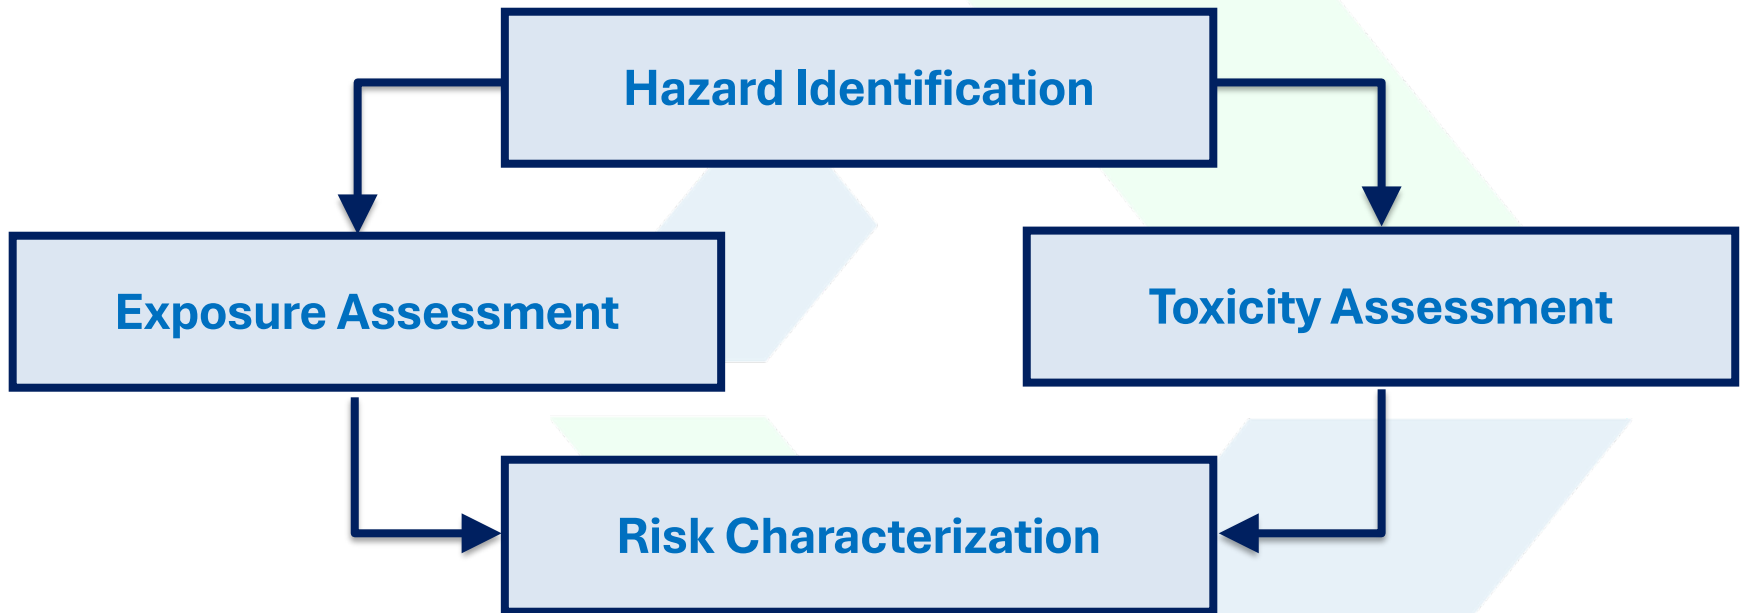 Hazard Identification
Exposure Assessment
Toxicity Assessment
Risk Characterization